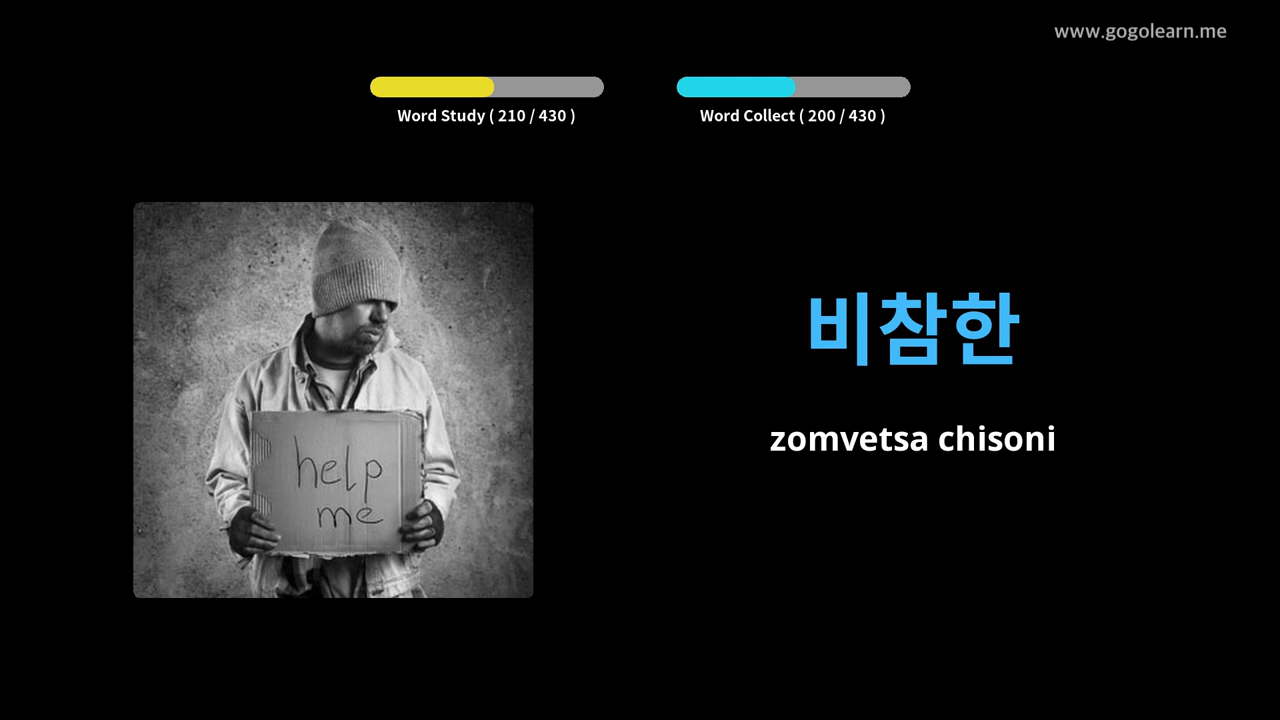 www.gogolearn.me
Word Study ( 210 / 430 )
Word Collect ( 200 / 430 )
help
me
비참한
zomvetsa chisoni